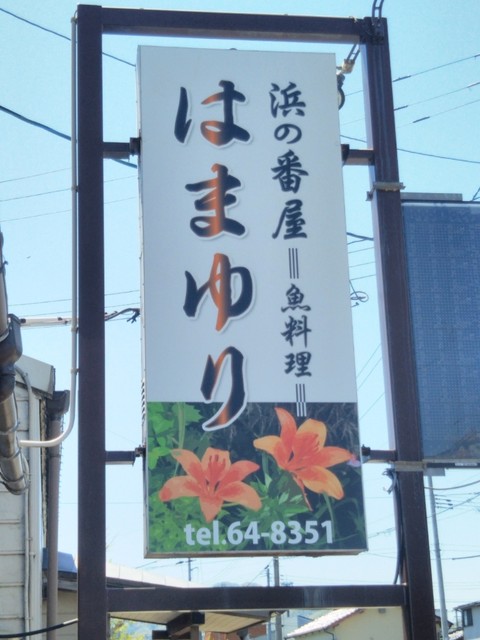 浜の番屋 魚料理
はまゆり
tel.64-8351